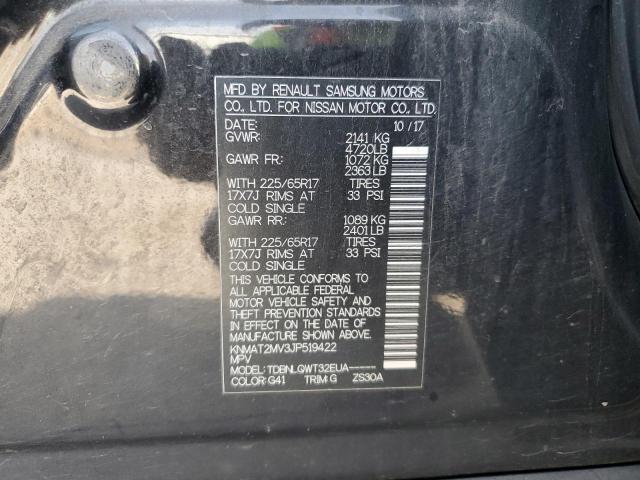 MFD BY RENAULT SAMSUNG MOTORS
CO., LTD. FOR NISSAN MOTOR CO., LTD.
DATE: 10 / 17
GVWR: 2141 KG
4720LB
GAWR FR: 1072 KG
2363 LB
WITH 225/65R17 TIRES
17X7J RIMS AT 33 PSI
COLD SINGLE
GAWR RR: 1089 KG
2401 LB
WITH 225/65R17 TIRES
17X7J RIMS AT 33 PSI
COLD SINGLE
THIS VEHICLE CONFORMS TO
ALL APPLICABLE FEDERAL
MOTOR VEHICLE SAFETY AND
THEFT PREVENTION STANDARDS
IN EFFECT ON THE DATE OF
MANUFACTURE SHOWN ABOVE.
KNMAT2MV3JP519422
MPV
MODEL: TDBNLQWT32EUA------
COLOR: G41 TRIM: G ZS30A